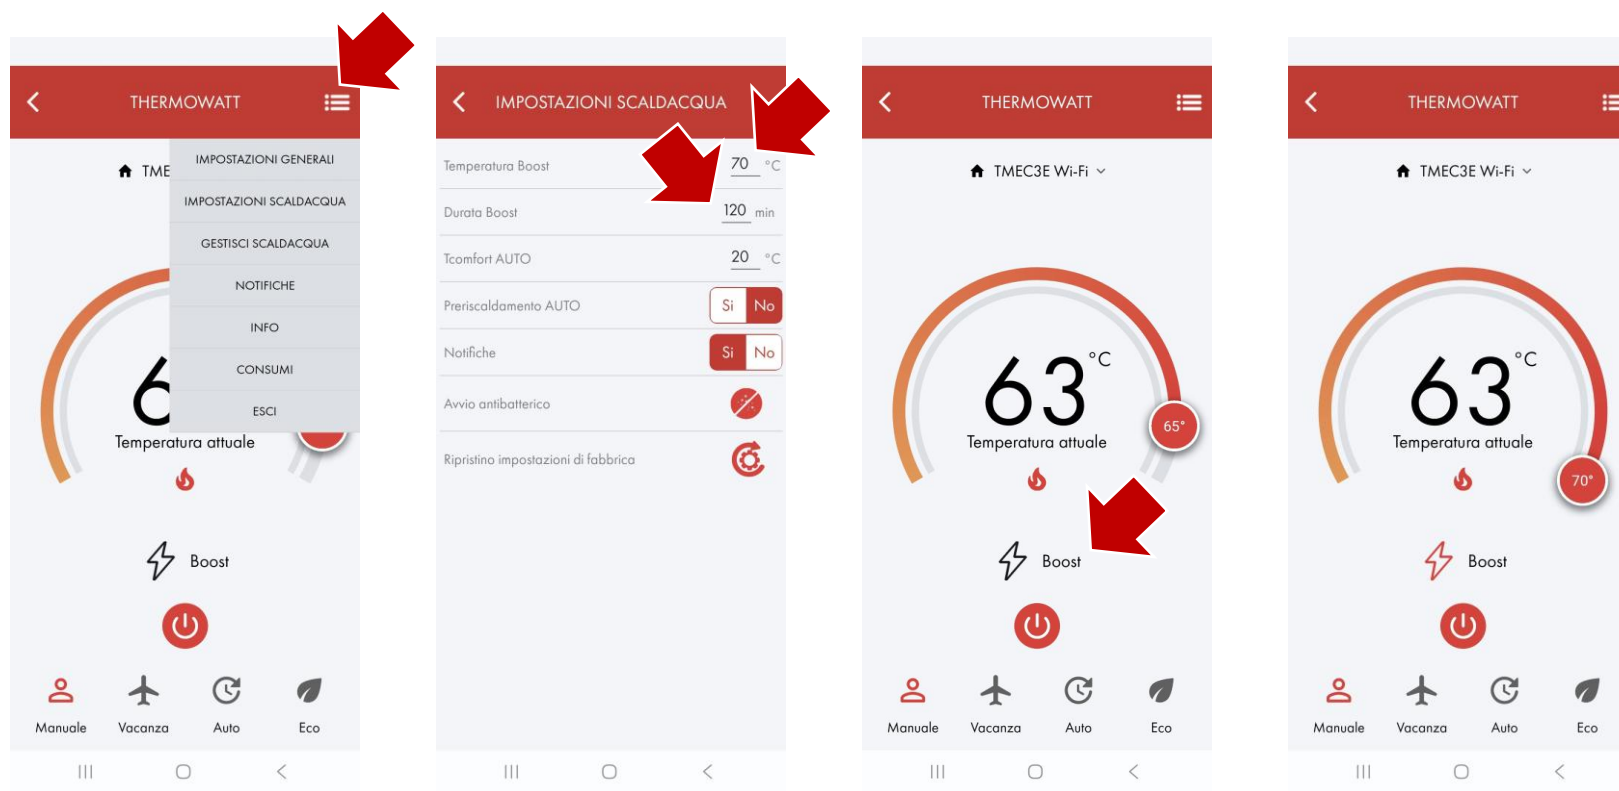 THERMOWATT
IMPOSTAZIONI GENERALI
TME
IMPOSTAZIONI SCALDACQUA
GESTISCI SCALDACQUA
NOTIFICHE
INFO
CONSUMI
ESCI
6
Temperatura attuale
Boost
Manuale Vacanza Auto Eco
IMPOSTAZIONI SCALDACQUA
Temperatura Boost 70 °C
Durata Boost 120 min
Tcomfort AUTO 20 °C
Preriscaldamento AUTO Si No
Notifiche Si No
Avvio antibatterico
Ripristino impostazioni di fabbrica
THERMOWATT
TMEC3E Wi-Fi
63 °C
65°
Temperatura attuale
Boost
Manuale Vacanza Auto Eco
THERMOWATT
TMEC3E Wi-Fi
63 °C
Temperatura attuale
70°
Boost
Manuale Vacanza Auto Eco